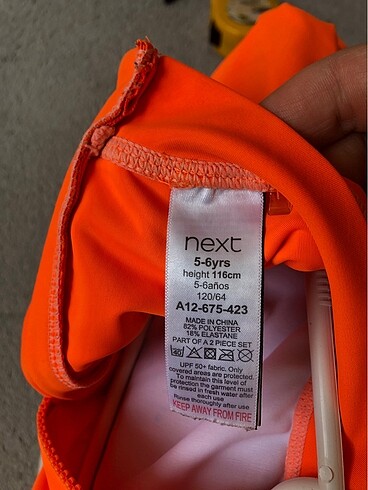 next
5-6yrs
height 116cm
5-6años
120/64
A12-675-423
MADE IN CHINA
82% POLYESTER
18% ELASTANE
PART OF A 2 PIECE SET
UPF 50+ fabric. Only
covered areas are protected
To maintain this level of
protection the garment must
be rinsed in fresh water after
each use
Rinse thoroughly after use
KEEP AWAY FROM FIRE